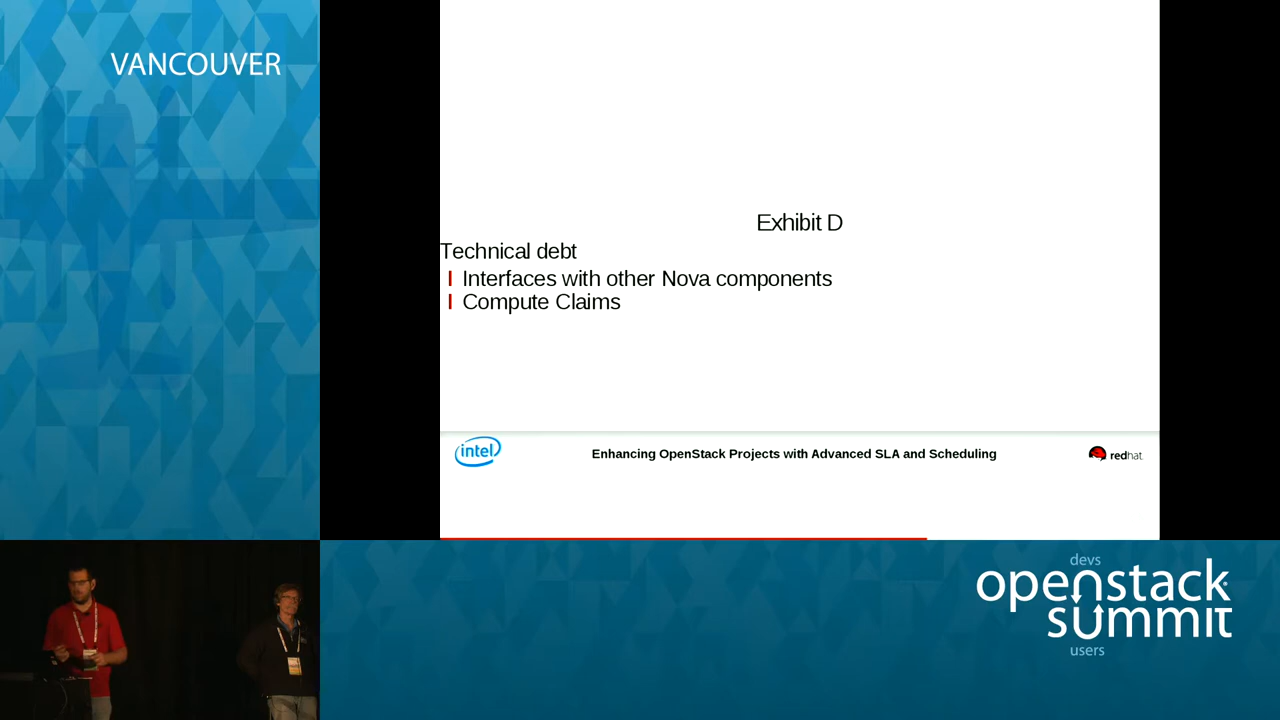 VANCOUVER
Exhibit D
Technical debt
Interfaces with other Nova components
Compute Claims
intel
Enhancing OpenStack Projects with Advanced SLA and Scheduling
redhat
devs
openstack
summit
users